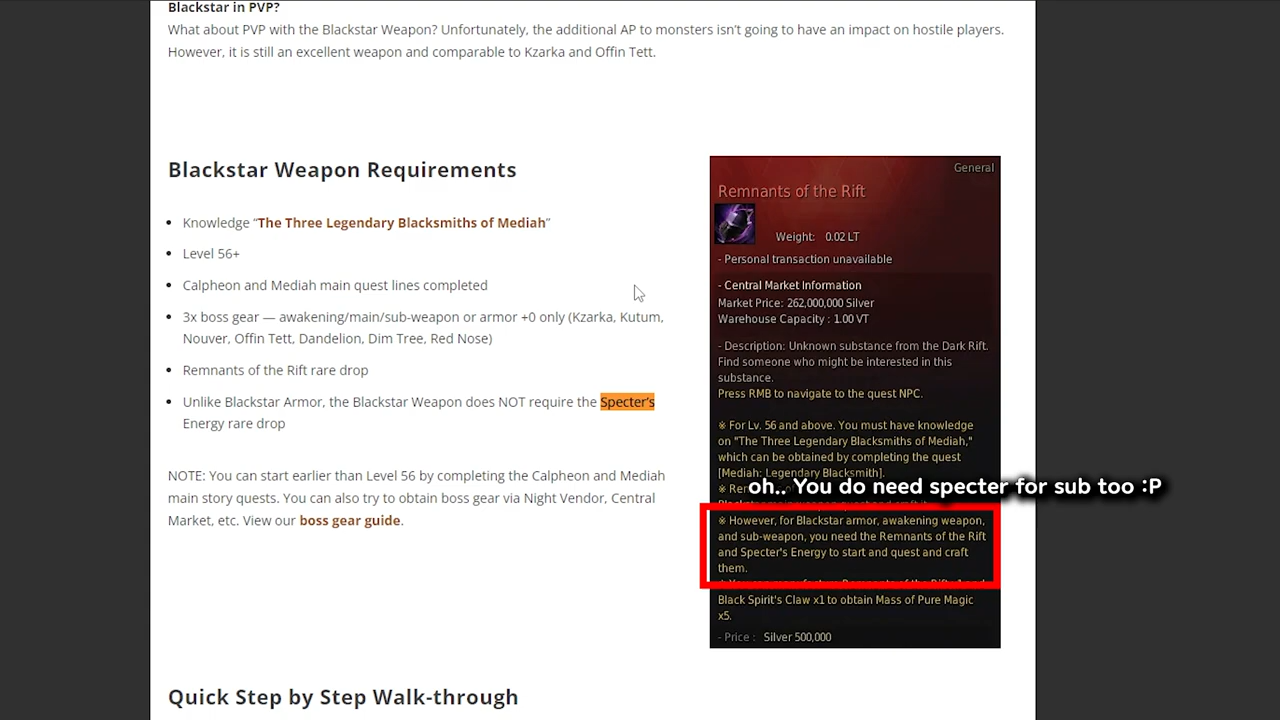 Blackstar in PVP?
What about PVP with the Blackstar Weapon? Unfortunately, the additional AP to monsters isn't going to have an impact on hostile players.
However, it is still an excellent weapon and comparable to Kzarka and Offin Tett.
Blackstar Weapon Requirements
• Knowledge “The Three Legendary Blacksmiths of Mediah”
• Level 56+
• Calpheon and Mediah main quest lines completed
• 3x boss gear — awakening/main/sub-weapon or armor +0 only (Kzarka, Kutum,
Nouver, Offin Tett, Dandelion, Dim Tree, Red Nose)
• Remnants of the Rift rare drop
• Unlike Blackstar Armor, the Blackstar Weapon does NOT require the Specter's
Energy rare drop
NOTE: You can start earlier than Level 56 by completing the Calpheon and Mediah
main story quests. You can also try to obtain boss gear via Night Vendor, Central
Market, etc. View our boss gear guide.
General
Remnants of the Rift
Weight: 0.02 LT
- Personal transaction unavailable
- Central Market Information
Market Price: 262,000,000 Silver
Warehouse Capacity : 1.00 VT
- Description: Unknown substance from the Dark Rift.
Find someone who might be interested in this
substance.
Press RMB to navigate to the quest NPC.
※ For Lv. 56 and above. You must have knowledge
on "The Three Legendary Blacksmiths of Mediah,"
which can be obtained by completing the quest
[Mediah: Legendary Blacksmith].
oh.. You do need specter for sub too :P
※ However, for Blackstar armor, awakening weapon,
and sub-weapon, you need the Remnants of the Rift
and Specter's Energy to start and quest and craft
them.
Black Spirit's Claw x1 to obtain Mass of Pure Magic
x5.
- Price : Silver 500,000
Quick Step by Step Walk-through